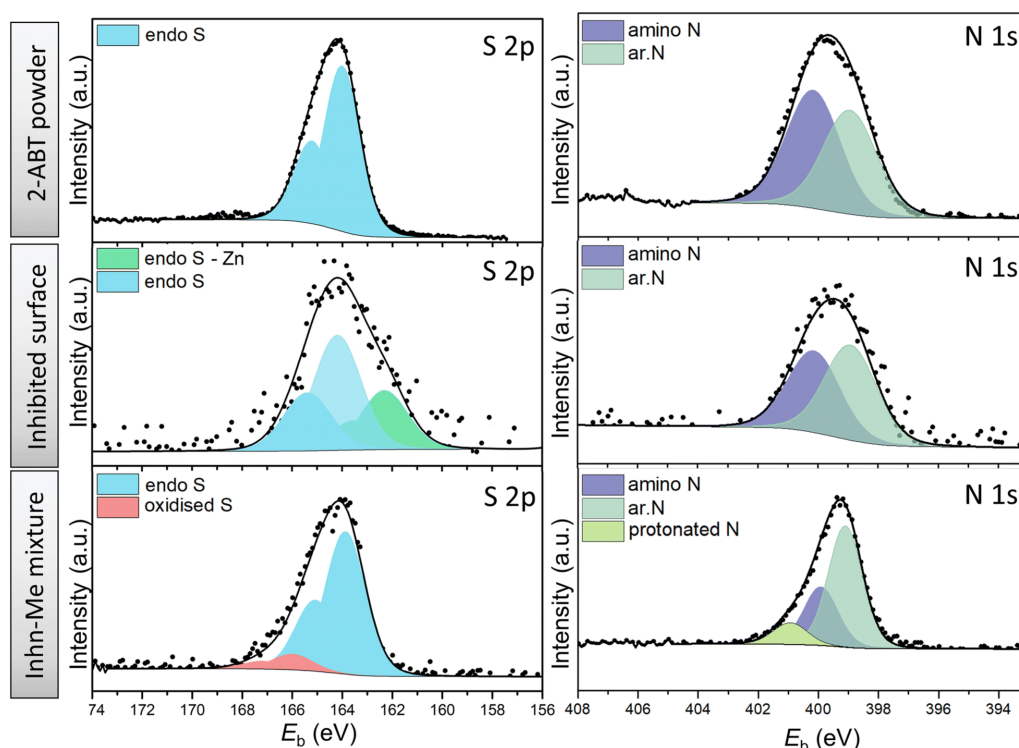 2-ABT powder
Intensity (a.u.)
endo S
S 2p
Intensity (a.u.)
amino N
ar.N
N 1s
Inhibited surface
Intensity (a.u.)
endo S - Zn
endo S
S 2p
Intensity (a.u.)
amino N
ar.N
N 1s
Inhn-Me mixture
Intensity (a.u.)
endo S
oxidised S
S 2p
Intensity (a.u.)
amino N
ar.N
protonated N
N 1s
74 172 170 168 166 164 162 160 158 156
408 406 404 402 400 398 396 394
Eb (eV)
Eb (eV)